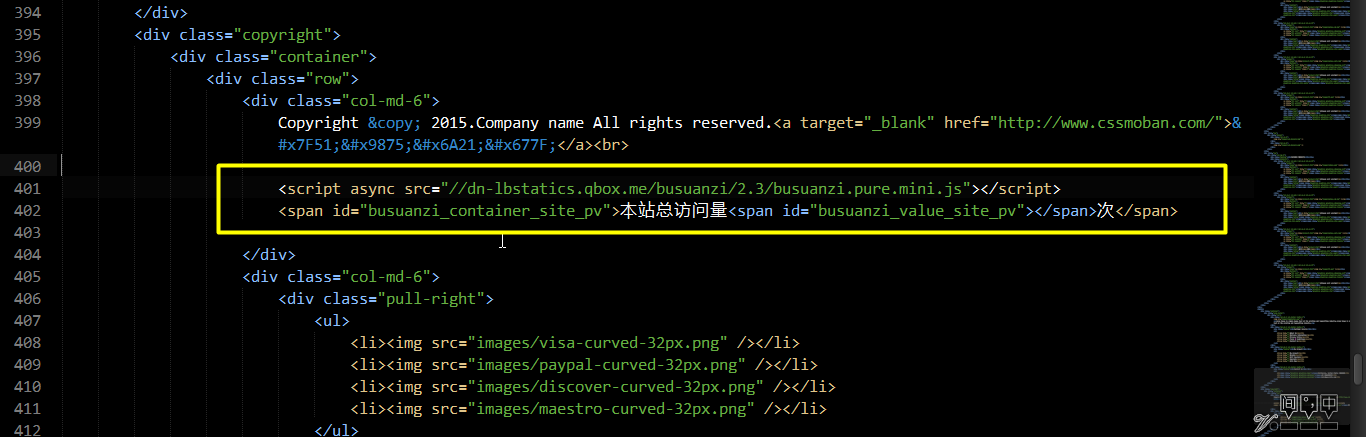 394 </div>
395 <div class="copyright">
396 <div class="container">
397 <div class="row">
398 <div class="col-md-6">
399 Copyright &copy; 2015.Company name All rights reserved.<a target="_blank" href="http://www.cssmoban.com/">&
#x7F51;&#x9875;&#x6A21;&#x677F;</a><br>
400
401 <script async src="//dn-lbstatics.qbox.me/busuanzi/2.3/busuanzi.pure.mini.js"></script>
402 <span id="busuanzi_container_site_pv">本站总访问量<span id="busuanzi_value_site_pv"></span>次</span>
403
404 </div>
405 <div class="col-md-6">
406 <div class="pull-right">
407 <ul>
408 <li><img src="images/visa-curved-32px.png" /></li>
409 <li><img src="images/paypal-curved-32px.png" /></li>
410 <li><img src="images/discover-curved-32px.png" /></li>
411 <li><img src="images/maestro-curved-32px.png" /></li>
412 </ul>